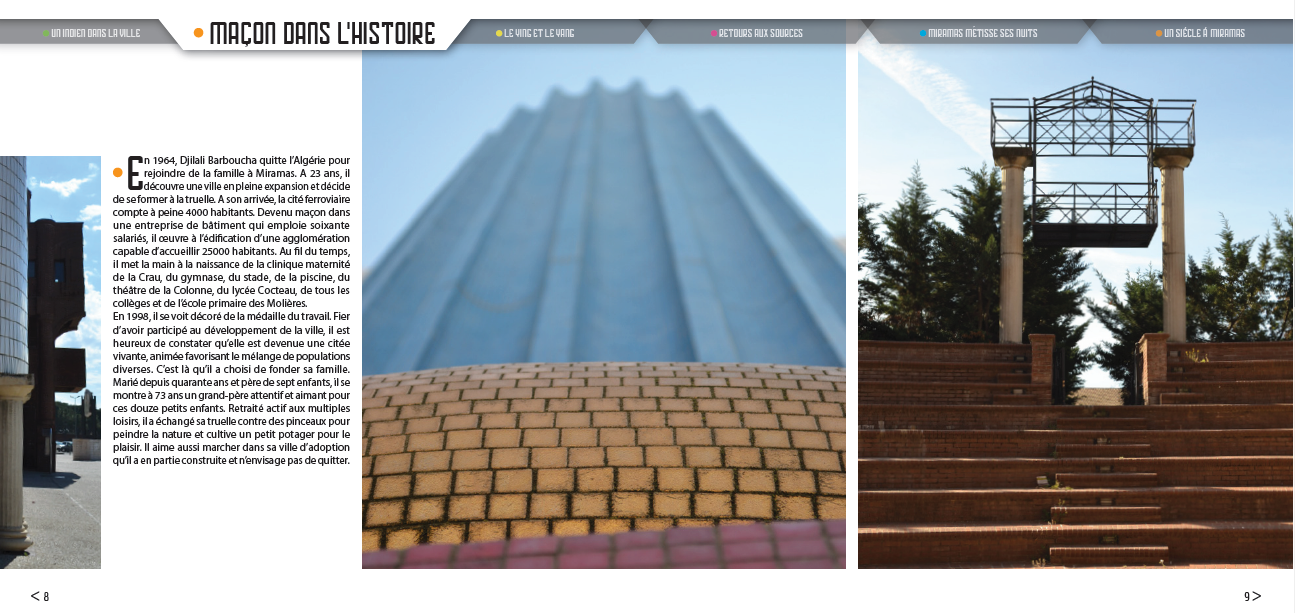 UN INDIEN DANS LA VILLE
MAÇON DANS L'HISTOIRE
LE YING ET LE YANG
RETOURS AUX SOURCES
MIRAMAS MÉTISSE SES NUITS
UN SIÈCLE À MIRAMAS
En 1964, Djilali Barboucha quitte l'Algérie pour
rejoindre de la famille à Miramas. A 23 ans, il
découvre une ville en pleine expansion et décide
de se former à la truelle. A son arrivée, la cité ferroviaire
compte à peine 4000 habitants. Devenu maçon dans
une entreprise de bâtiment qui emploie soixante
salariés, il œuvre à l'édification d'une agglomération
capable d'accueillir 25000 habitants. Au fil du temps,
il met la main à la naissance de la clinique maternité
de la Crau, du gymnase, du stade, de la piscine, du
théâtre de la Colonne, du lycée Cocteau, de tous les
collèges et de l'école primaire des Molières.
En 1998, il se voit décoré de la médaille du travail. Fier
d'avoir participé au développement de la ville, il est
heureux de constater qu'elle est devenue une citée
vivante, animée favorisant le mélange de populations
diverses. C'est là qu'il a choisi de fonder sa famille.
Marié depuis quarante ans et père de sept enfants, il se
montre à 73 ans un grand-père attentif et aimant pour
ces douze petits enfants. Retraité actif aux multiples
loisirs, il a échangé sa truelle contre des pinceaux pour
peindre la nature et cultive un petit potager pour le
plaisir. Il aime aussi marcher dans sa ville d'adoption
qu'il a en partie construite et n'envisage pas de quitter.
< 8
9 >